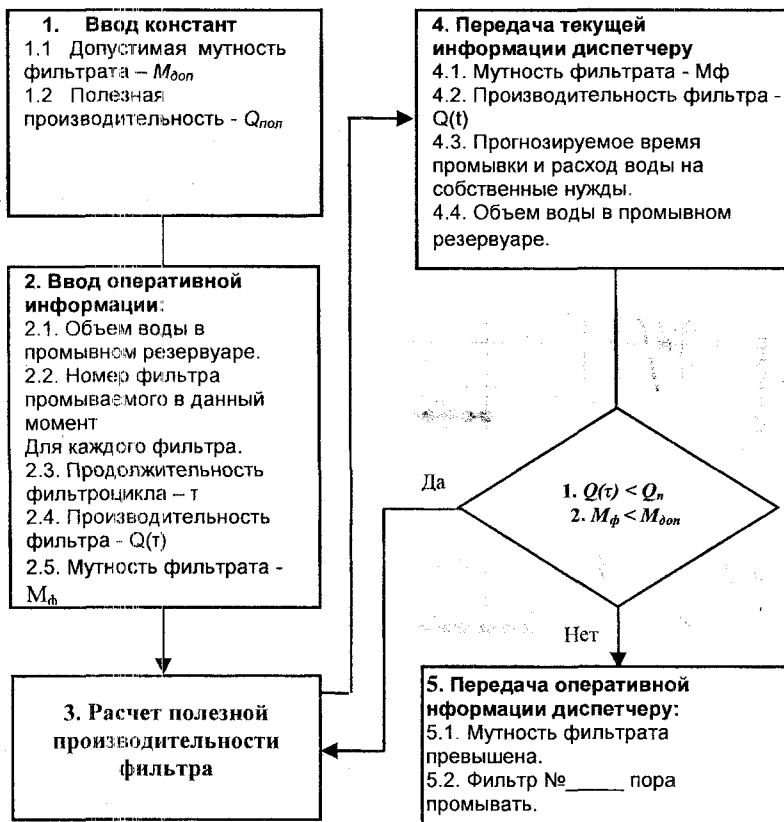 1. Ввод констант
1.1 Допустимая мутность
фильтрата – Mдоп
1.2 Полезная
производительность - Qпол
2. Ввод оперативной
информации:
2.1. Объем воды в
промывном резервуаре.
2.2. Номер фильтра
промываемого в данный
момент
Для каждого фильтра.
2.3. Продолжительность
фильтроцикла – τ
2.4. Производительность
фильтра - Q(τ)
2.5. Мутность фильтрата -
Мф
3. Расчет полезной
производительности
фильтра
4. Передача текущей
информации диспетчеру
4.1. Мутность фильтрата - Мф
4.2. Производительность фильтра -
Q(t)
4.3. Прогнозируемое время
промывки и расход воды на
собственные нужды.
4.4. Объем воды в промывном
резервуаре.
Да
1. Q(τ) < Qп
2. Mф < Mдоп
Нет
5. Передача оперативной
нформации диспетчеру:
5.1. Мутность фильтрата
превышена.
5.2. Фильтр №_____ пора
промывать.